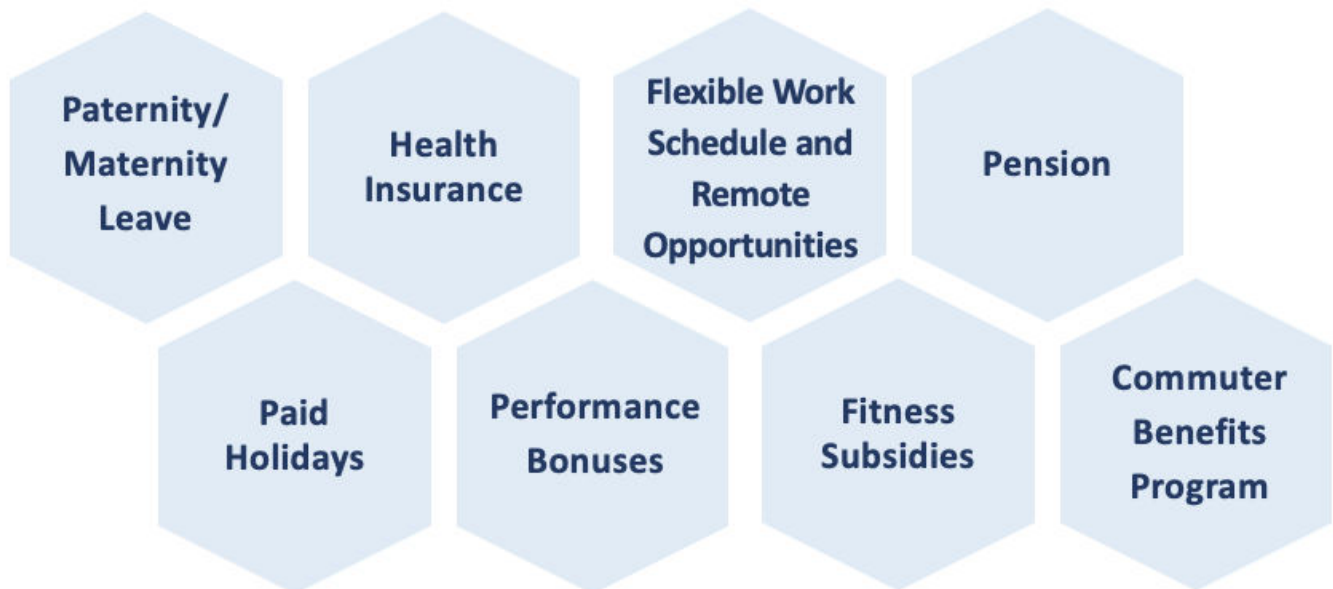 Paternity/
Maternity
Leave
Health
Insurance
Flexible Work
Schedule and
Remote
Opportunities
Pension
Paid
Holidays
Performance
Bonuses
Fitness
Subsidies
Commuter
Benefits
Program